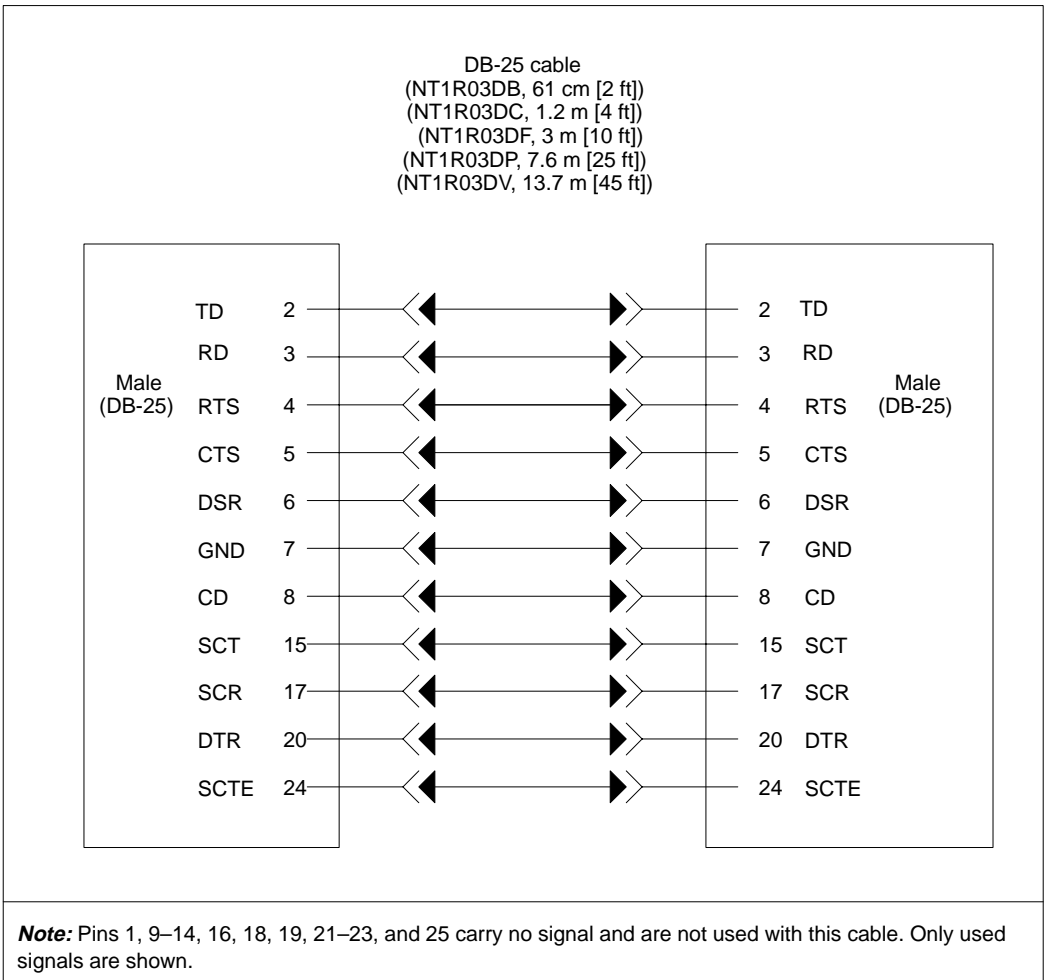 DB-25 cable
(NT1R03DB, 61 cm [2 ft])
(NT1R03DC, 1.2 m [4 ft])
(NT1R03DF, 3 m [10 ft])
(NT1R03DP, 7.6 m [25 ft])
(NT1R03DV, 13.7 m [45 ft])
TD 2 2 TD
RD 3 3 RD
Male
(DB-25)
Male
(DB-25)
RTS 4 4 RTS
CTS 5 5 CTS
DSR 6 6 DSR
GND 7 7 GND
CD 8 8 CD
SCT 15 15 SCT
SCR 17 17 SCR
DTR 20 20 DTR
SCTE 24 24 SCTE
Note: Pins 1, 9–14, 16, 18, 19, 21–23, and 25 carry no signal and are not used with this cable. Only used
signals are shown.